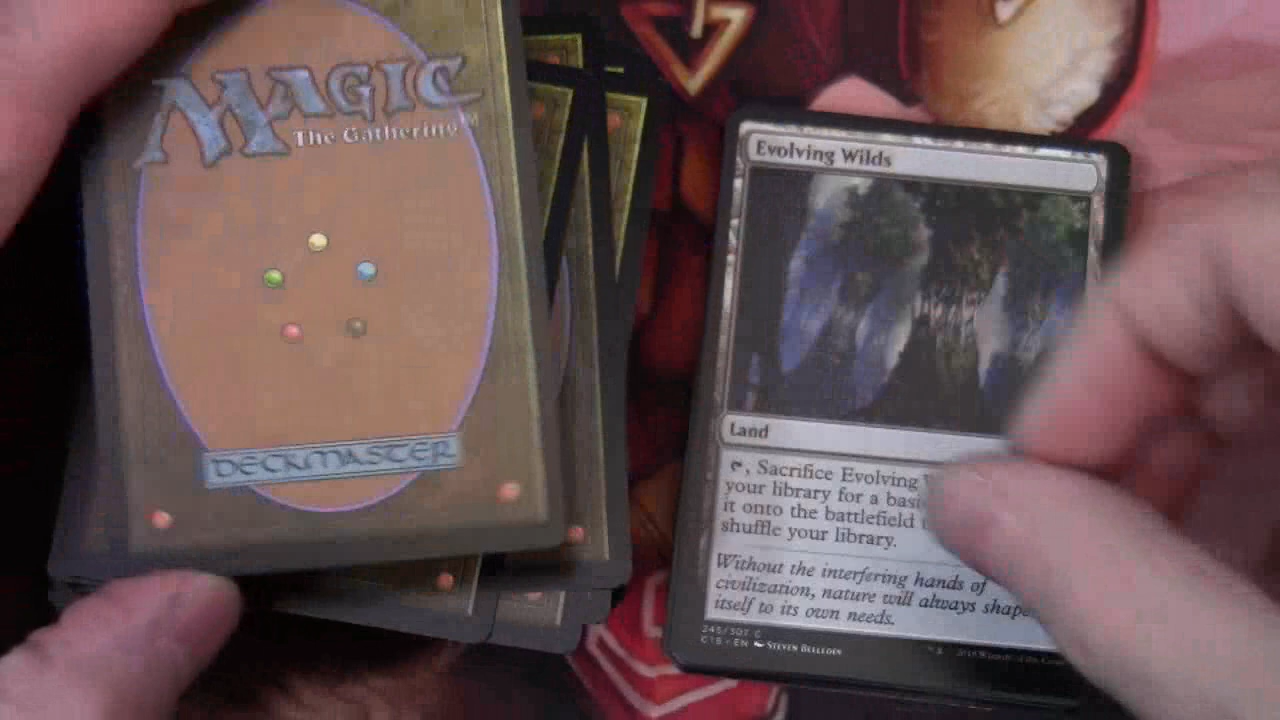 MAGIC
The Gathering
DECKMASTER
Evolving Wilds
Land
, Sacrifice Evolving
your library for a
it onto the battlefield
shuffle your library.
Without the interfering hands of
civilization, nature will always shape
itself to its own needs.
245/307 C
C18 • EN Steven Belledin